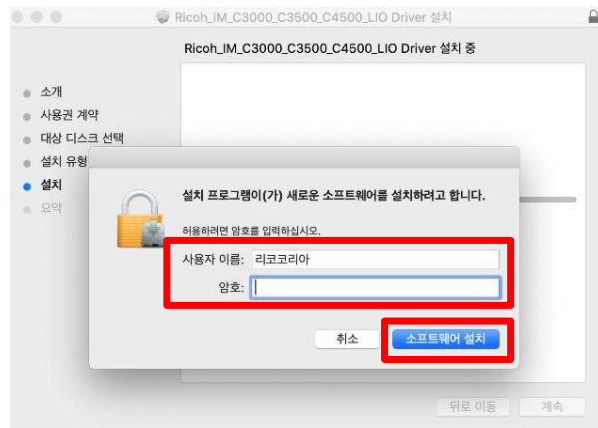 Ricoh_IM_C3000_C3500_C4500_LIO Driver 설치
Ricoh_IM_C3000_C3500_C4500_LIO Driver 설치 중
소개
사용권 계약
대상 디스크 선택
설치 유형
설치
요약
설치 프로그램이(가) 새로운 소프트웨어를 설치하려고 합니다.
허용하려면 암호를 입력하십시오.
사용자 이름: 리코코리아
암호:
취소 소프트웨어 설치
뒤로 이동 계속